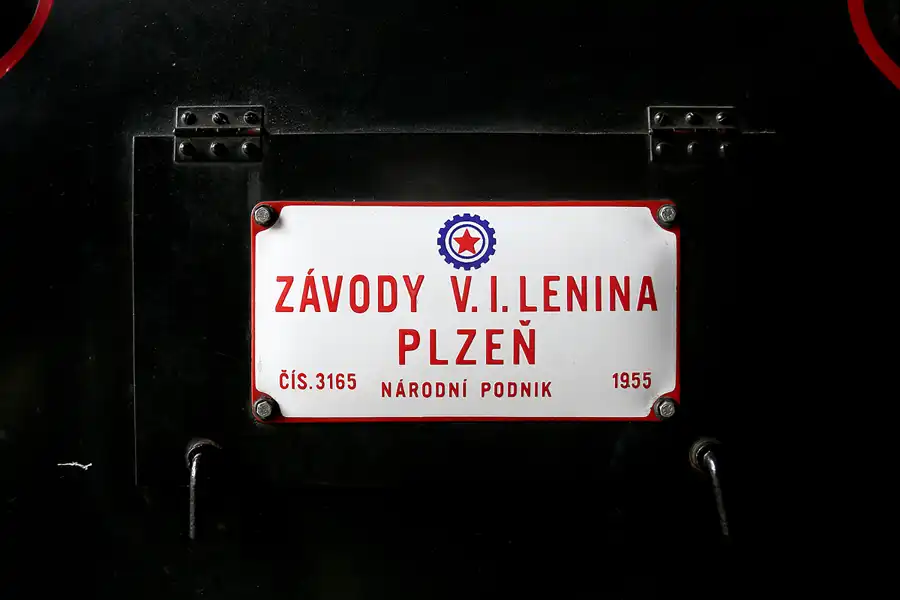 ZÁVODY V. I. LENINA
PLZEŇ
ČÍS. 3165 NÁRODNÍ PODNIK 1955